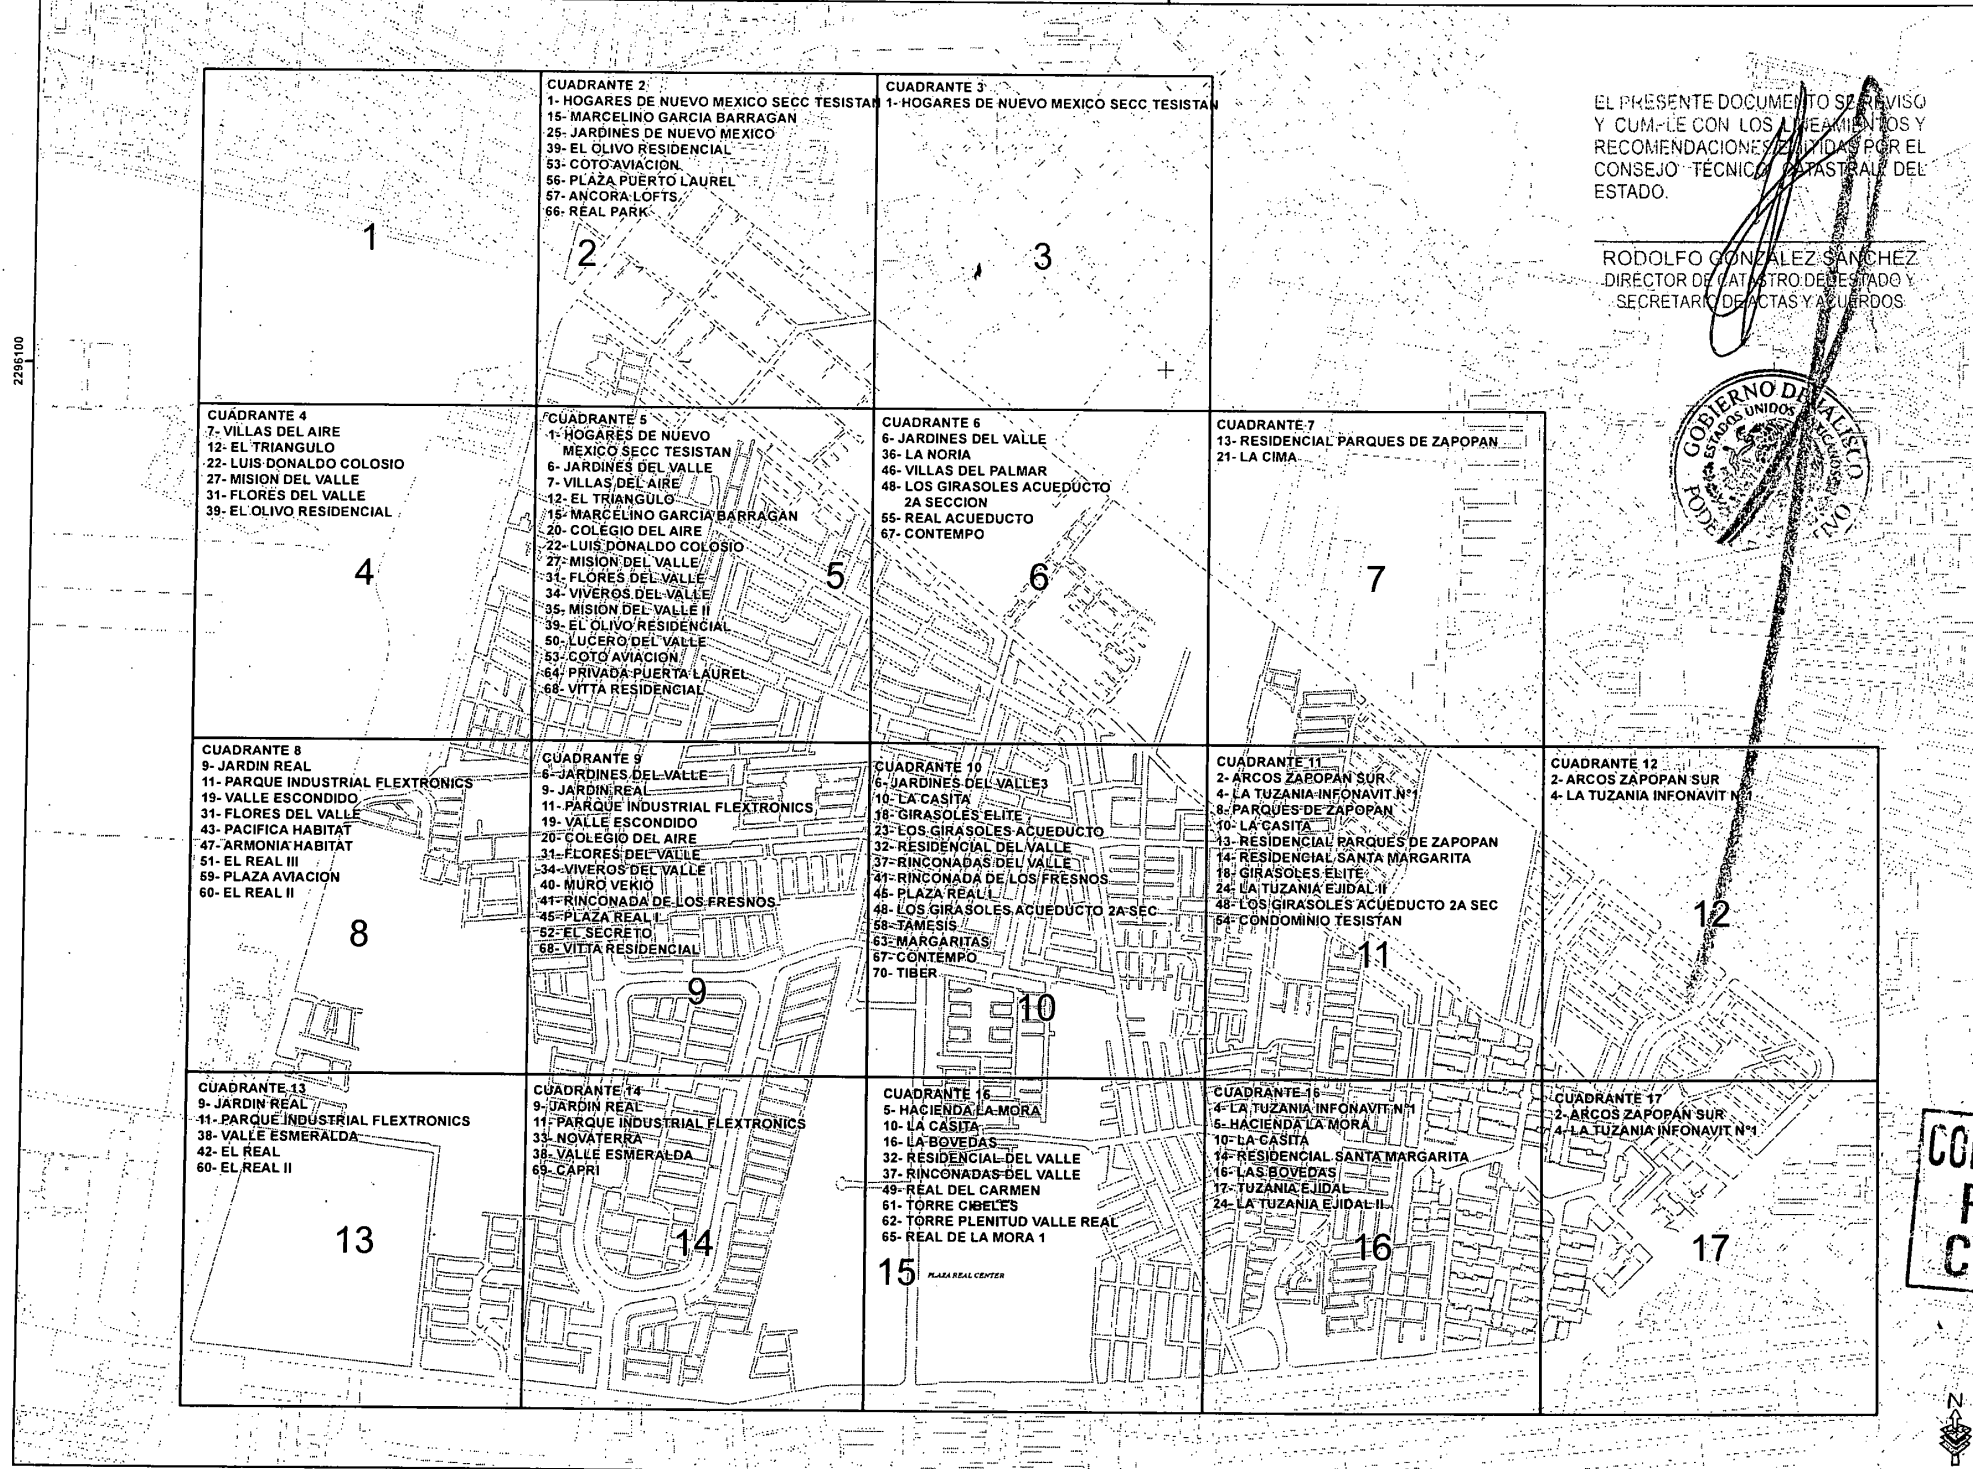 2296100
CUADRANTE 2
1- HOGARES DE NUEVO MEXICO SECC TESISTAN
15- MARCELINO GARCIA BARRAGAN
25- JARDINES DE NUEVO MEXICO
39- EL OLIVO RESIDENCIAL
53- COTO AVIACION
56- PLAZA PUERTO LAUREL
57- ANCORA LOFTS
66- REAL PARK
CUADRANTE 3
1- HOGARES DE NUEVO MEXICO SECC TESISTAN
EL PRESENTE DOCUMENTO SE REVISO
Y CUMPLE CON LOS LINEAMIENTOS Y
RECOMENDACIONES EMITIDAS POR EL
CONSEJO TÉCNICO CATASTRAL DEL
ESTADO.
RODOLFO GONZÁLEZ SÁNCHEZ
DIRECTOR DE CATASTRO DEL ESTADO Y
SECRETARIO DE ACTAS Y ACUERDOS
GOBIERNO DE JALISCO
ESTADOS UNIDOS
1
2
3
CUADRANTE 4
7- VILLAS DEL AIRE
12- EL TRIANGULO
22- LUIS DONALDO COLOSIO
27- MISION DEL VALLE
31- FLORES DEL VALLE
39- EL OLIVO RESIDENCIAL
4
CUADRANTE 5
1- HOGARES DE NUEVO
MEXICO SECC TESISTAN
6- JARDINES DEL VALLE
7- VILLAS DEL AIRE
12- EL TRIANGULO
15- MARCELINO GARCIA BARRAGAN
20- COLEGIO DEL AIRE
22- LUIS DONALDO COLOSIO
27- MISION DEL VALLE
31- FLORES DEL VALLE
34- VIVEROS DEL VALLE
35- MISION DEL VALLE II
39- EL OLIVO RESIDENCIAL
50- LUCERO DEL VALLE
53- COTO AVIACION
64- PRIVADA PUERTA LAUREL
68- VITTA RESIDENCIAL
5
CUADRANTE 6
6- JARDINES DEL VALLE
36- LA NORIA
46- VILLAS DEL PALMAR
48- LOS GIRASOLES ACUEDUCTO
2A SECCION
55- REAL ACUEDUCTO
67- CONTEMPO
6
CUADRANTE 7
13- RESIDENCIAL PARQUES DE ZAPOPAN
21- LA CIMA
7
CUADRANTE 8
9- JARDIN REAL
11- PARQUE INDUSTRIAL FLEXTRONICS
19- VALLE ESCONDIDO
31- FLORES DEL VALLE
43- PACIFICA HABITAT
47- ARMONIA HABITAT
51- EL REAL III
59- PLAZA AVIACION
60- EL REAL II
8
CUADRANTE 9
6- JARDINES DEL VALLE
9- JARDIN REAL
11- PARQUE INDUSTRIAL FLEXTRONICS
19- VALLE ESCONDIDO
20- COLEGIO DEL AIRE
31- FLORES DEL VALLE
34- VIVEROS DEL VALLE
40- MURO VEKIO
41- RINCONADA DE LOS FRESNOS
45- PLAZA REAL I
52- EL SECRETO
68- VITTA RESIDENCIAL
9
CUADRANTE 10
6- JARDINES DEL VALLE3
10- LA CASITA
18- GIRASOLES ELITE
23- LOS GIRASOLES ACUEDUCTO
32- RESIDENCIAL DEL VALLE
37- RINCONADAS DEL VALLE
41- RINCONADA DE LOS FRESNOS
45- PLAZA REAL I
48- LOS GIRASOLES ACUEDUCTO 2A SEC
58- TAMESIS
63- MARGARITAS
67- CONTEMPO
70- TIBER
10
CUADRANTE 11
2- ARCOS ZAPOPAN SUR
4- LA TUZANIA INFONAVIT N°1
8- PARQUES DE ZAPOPAN
10- LA CASITA
13- RESIDENCIAL PARQUES DE ZAPOPAN
14- RESIDENCIAL SANTA MARGARITA
18- GIRASOLES ELITE
24- LA TUZANIA EJIDAL II
48- LOS GIRASOLES ACUEDUCTO 2A SEC
54- CONDOMINIO TESISTAN
11
CUADRANTE 12
2- ARCOS ZAPOPAN SUR
4- LA TUZANIA INFONAVIT N°1
12
CUADRANTE 13
9- JARDIN REAL
11- PARQUE INDUSTRIAL FLEXTRONICS
38- VALLE ESMERALDA
42- EL REAL
60- EL REAL II
13
CUADRANTE 14
9- JARDIN REAL
11- PARQUE INDUSTRIAL FLEXTRONICS
33- NOVATERRA
38- VALLE ESMERALDA
69- CAPRI
14
CUADRANTE 15
5- HACIENDA LA MORA
10- LA CASITA
16- LA BOVEDAS
32- RESIDENCIAL DEL VALLE
37- RINCONADAS DEL VALLE
49- REAL DEL CARMEN
61- TORRE CIBELES
62- TORRE PLENITUD VALLE REAL
65- REAL DE LA MORA 1
15
PLAZA REAL CENTER
CUADRANTE 16
4- LA TUZANIA INFONAVIT N°1
5- HACIENDA LA MORA
10- LA CASITA
14- RESIDENCIAL SANTA MARGARITA
16- LAS BOVEDAS
17- TUZANIA EJIDAL
24- LA TUZANIA EJIDAL II
16
CUADRANTE 17
2- ARCOS ZAPOPAN SUR
4- LA TUZANIA INFONAVIT N°1
17
N